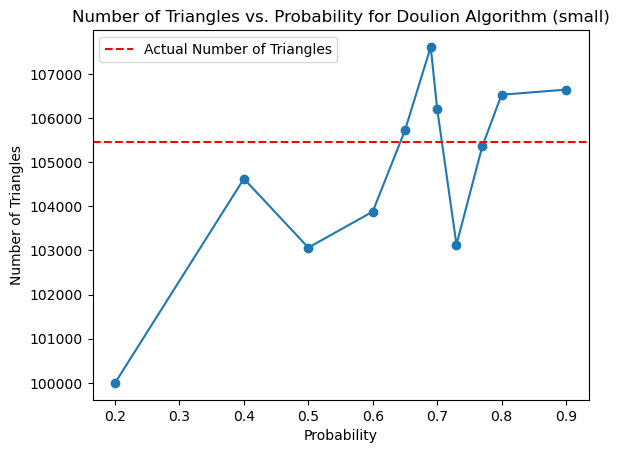 Number of Triangles vs. Probability for Doulion Algorithm (small)
Actual Number of Triangles
107000
106000
105000
104000
103000
102000
101000
100000
Number of Triangles
0.2 0.3 0.4 0.5 0.6 0.7 0.8 0.9
Probability